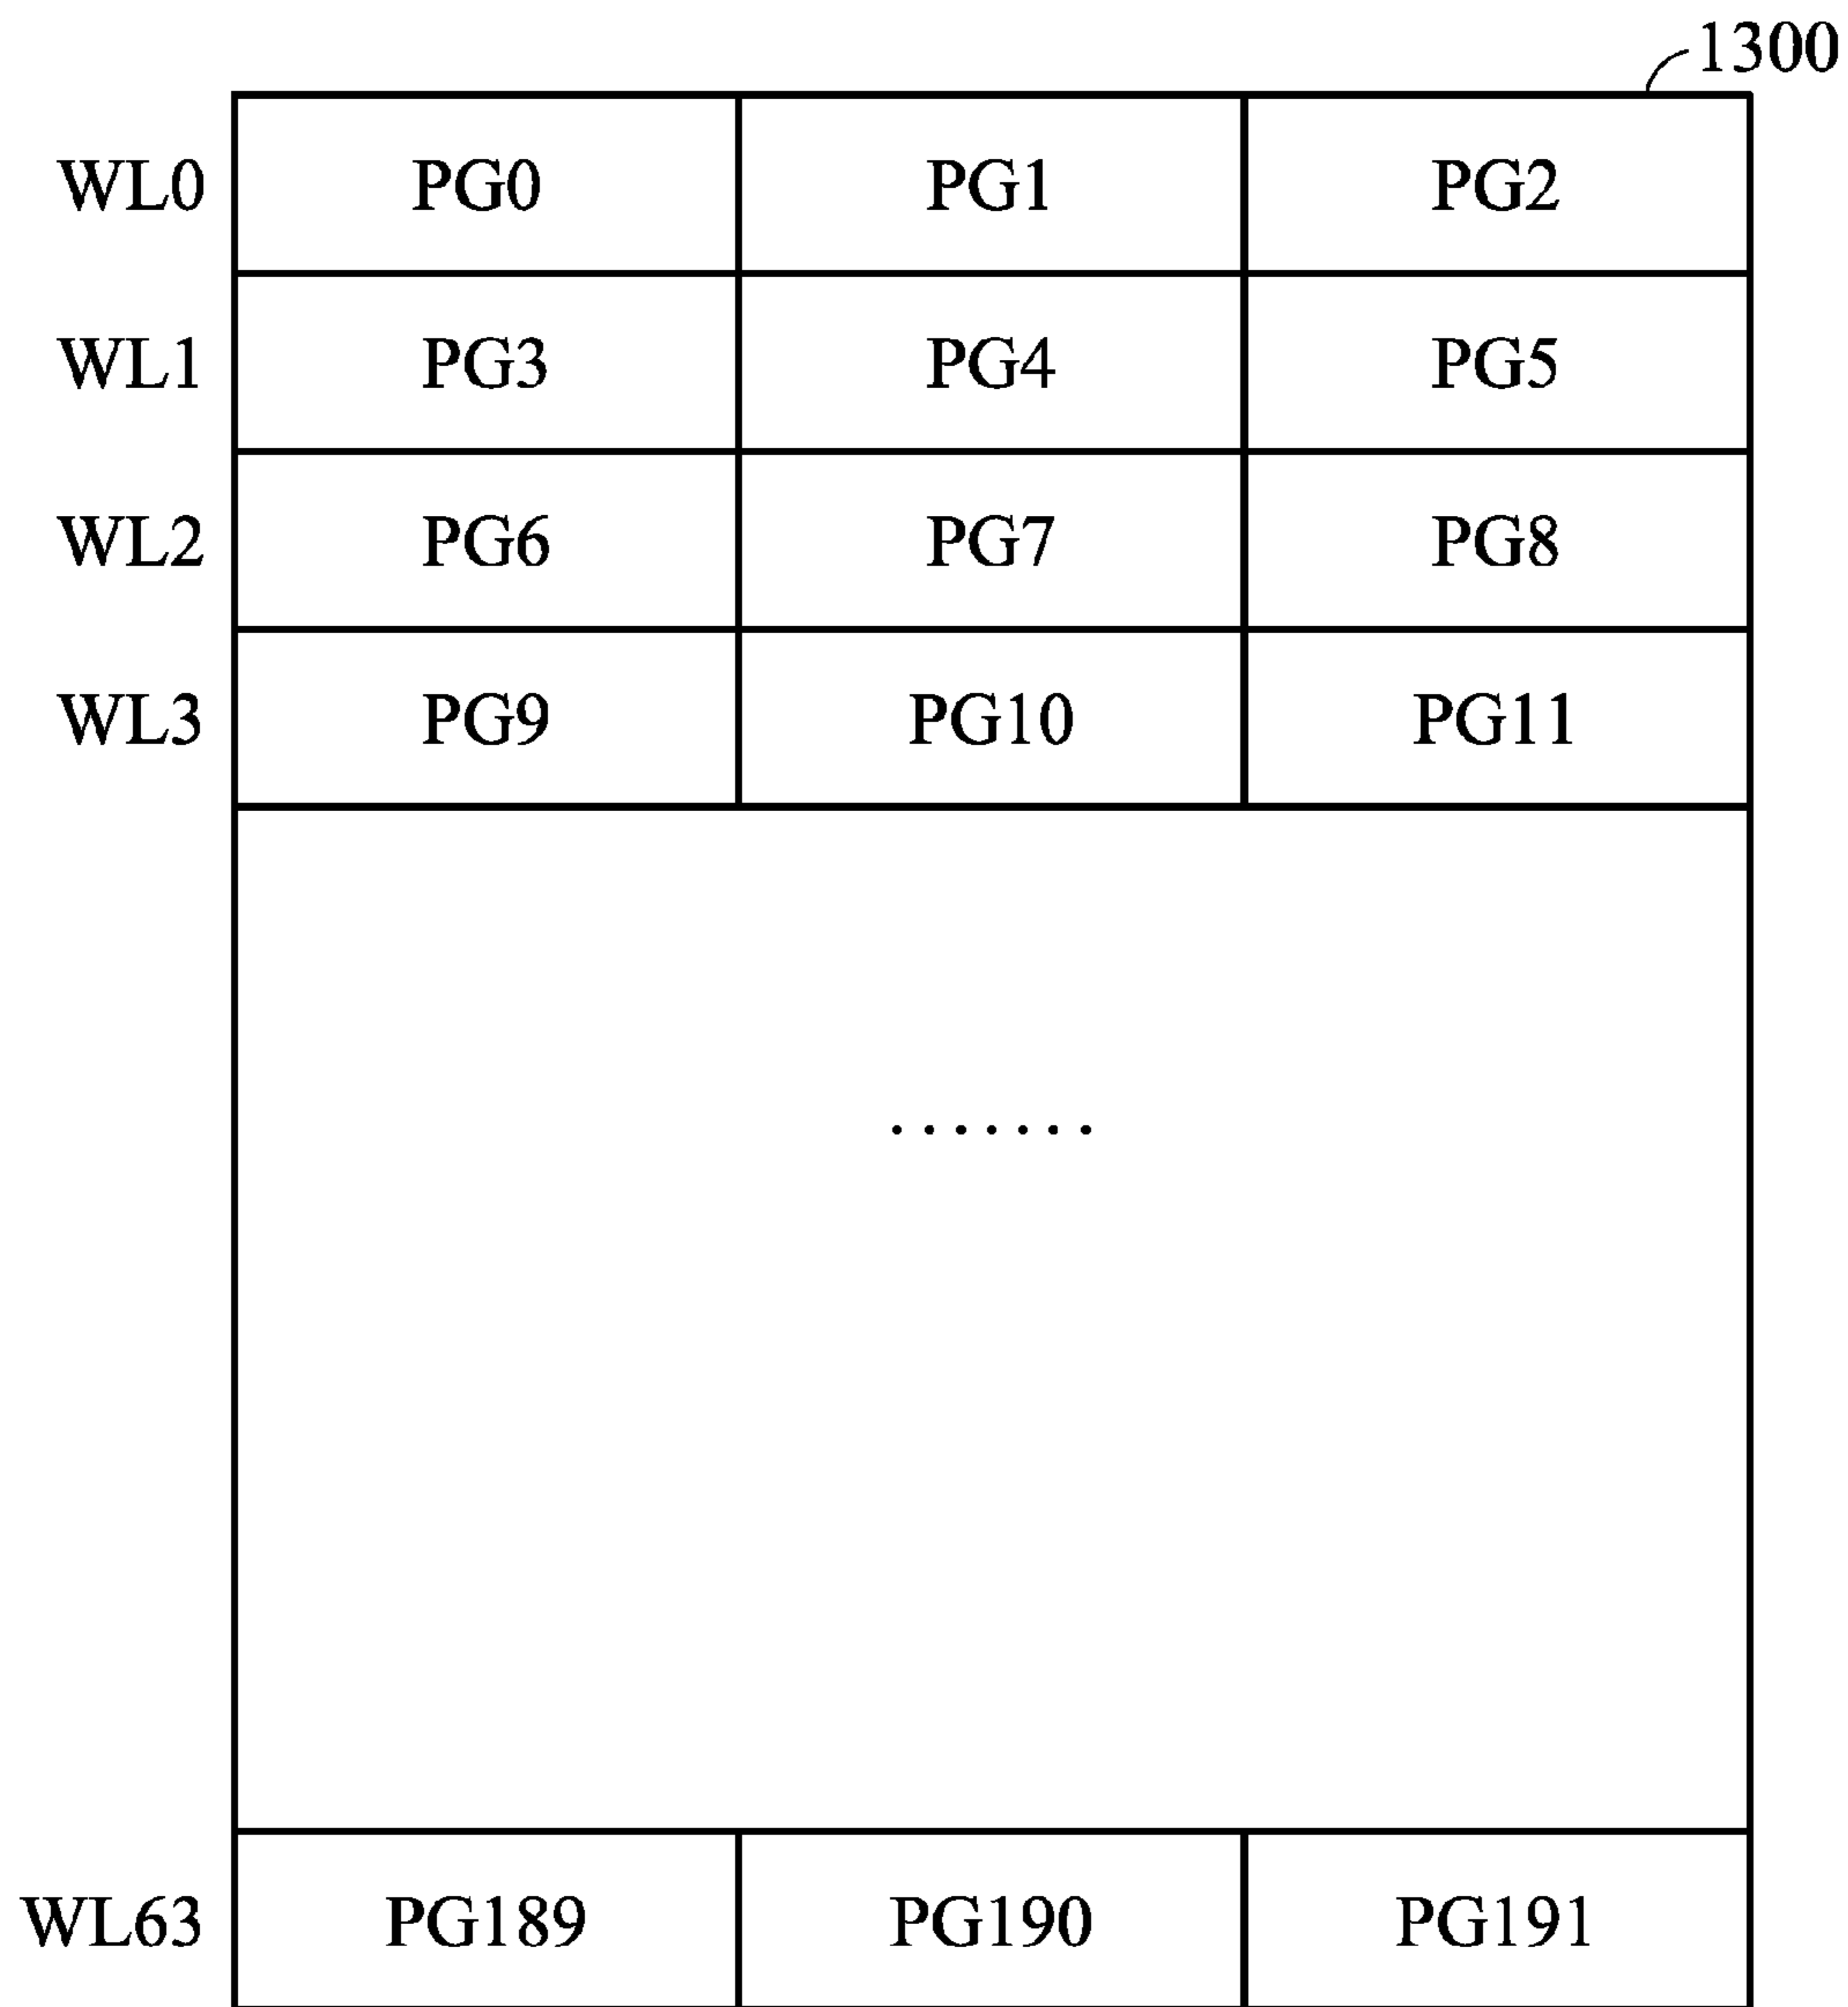 1300
WL0 PG0 PG1 PG2
WL1 PG3 PG4 PG5
WL2 PG6 PG7 PG8
WL3 PG9 PG10 PG11
.......
WL63 PG189 PG190 PG191